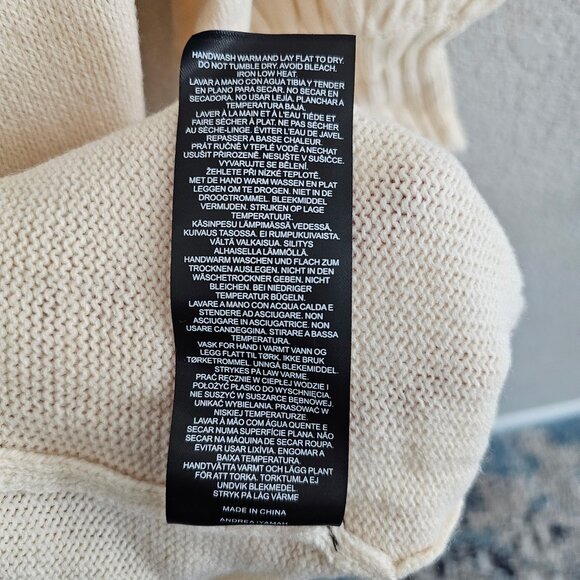 HANDWASH WARM AND LAY FLAT TO DRY.
DO NOT TUMBLE DRY. AVOID BLEACH.
IRON LOW HEAT.
LAVAR A MANO CON AGUA TIBIA Y TENDER
EN PLANO PARA SECAR. NO SECAR EN
SECADORA. NO USAR LEJÍA. PLANCHAR A
TEMPERATURA BAJA.
LAVER À LA MAIN ET À L'EAU TIÈDE ET
FAIRE SÉCHER À PLAT. NE PAS SÉCHER
AU SÈCHE-LINGE. ÉVITER L'EAU DE JAVEL
REPASSER À BASSE CHALEUR.
PRÁT RUČNĚ V TEPLÉ VODĚ A NECHAT
USUŠIT PŘIROZENĚ. NESUŠTE V SUŠIČCE.
VYVARUJTE SE BĚLENÍ.
ŽEHLETE PŘI NÍZKÉ TEPLOTĚ.
MET DE HAND WARM WASSEN EN PLAT
LEGGEN OM TE DROGEN. NIET IN DE
DROOGTROMMEL. BLEEKMIDDEL
VERMIJDEN. STRIJKEN OP LAGE
TEMPERATUUR.
KÄSINPESU LÄMPIMÄSSÄ VEDESSÄ,
KUIVAUS TASOSSA. EI RUMPUKUIVAUSTA.
VÄLTÄ VALKAISUA. SILITYS
ALHAISELLA LÄMMÖLLÄ.
HANDWARM WASCHEN UND FLACH ZUM
TROCKNEN AUSLEGEN. NICHT IN DEN
WÄSCHETROCKNER GEBEN. NICHT
BLEICHEN. BEI NIEDRIGER
TEMPERATUR BÜGELN.
LAVARE A MANO CON ACQUA CALDA E
STENDERE AD ASCIUGARE. NON
ASCIUGARE IN ASCIUGATRICE. NON
USARE CANDEGGINA. STIRARE A BASSA
TEMPERATURA.
VASK FOR HAND I VARMT VANN OG
LEGG FLATT TIL TØRK. IKKE BRUK
TØRKETROMMEL. UNNGÅ BLEKEMIDDEL.
STRYKES PÅ LAV VARME
PRAĆ RĘCZNIE W CIEPŁEJ WODZIE I
POŁOŻYĆ PŁASKO DO WYSCHNIĘCIA.
NIE SUSZYĆ W SUSZARCE BĘBNOWEJ.
UNIKAĆ WYBIELANIA. PRASOWAĆ W
NISKIEJ TEMPERATURZE.
LAVAR À MÃO COM ÁGUA QUENTE E
SECAR NUMA SUPERFÍCIE PLANA. NÃO
SECAR NA MÁQUINA DE SECAR ROUPA.
EVITAR USAR LIXÍVIA. ENGOMAR A
BAIXA TEMPERATURA.
HANDTVÄTTA VARMT OCH LÄGG PLANT
FÖR ATT TORKA. TORKTUMLA EJ
UNDVIK BLEKMEDEL
STRYK PÅ LÅG VÄRME
MADE IN CHINA
ANDREA IYAMAH